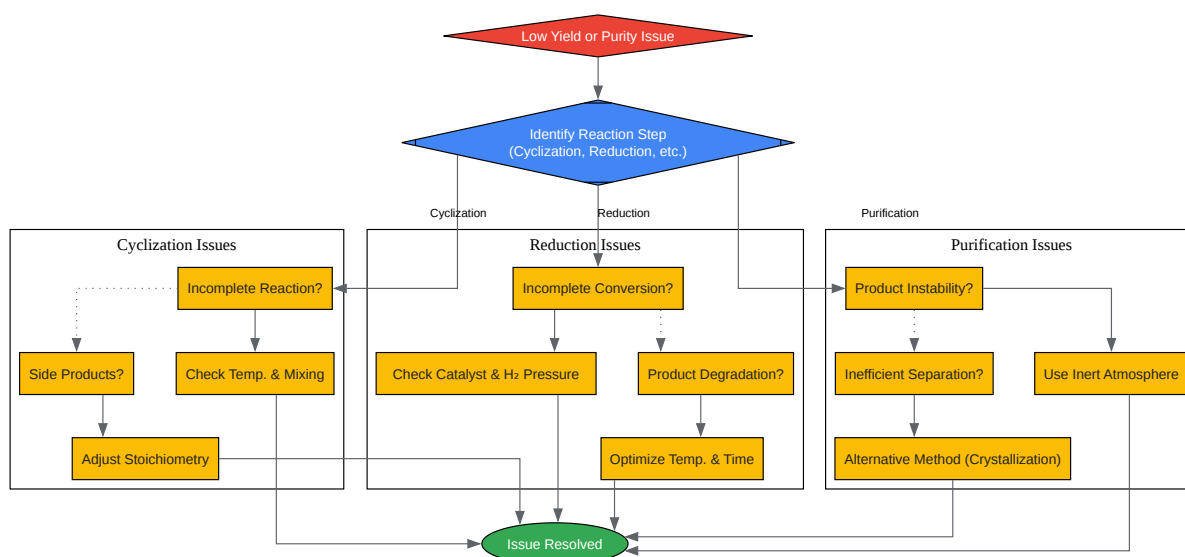 Low Yield or Purity Issue
Identify Reaction Step
(Cyclization, Reduction, etc.)
Cyclization
Reduction
Purification
Cyclization Issues
Reduction Issues
Purification Issues
Incomplete Reaction?
Incomplete Conversion?
Product Instability?
Side Products?
Check Temp. & Mixing
Check Catalyst & H₂ Pressure
Product Degradation?
Inefficient Separation?
Use Inert Atmosphere
Adjust Stoichiometry
Optimize Temp. & Time
Alternative Method (Crystallization)
Issue Resolved